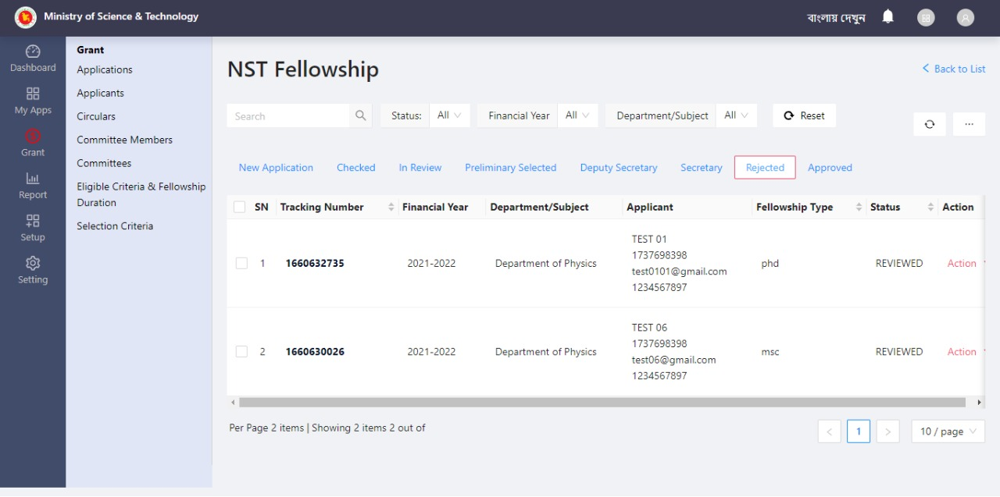 Ministry of Science & Technology
বাংলায় দেখুন
Dashboard
My Apps
Grant
Report
Setup
Setting
Grant
Applications
Applicants
Circulars
Committee Members
Committees
Eligible Criteria & Fellowship
Duration
Selection Criteria
NST Fellowship
Back to List
Search
Status: All
Financial Year All
Department/Subject All
Reset
...
New Application Checked In Review Preliminary Selected Deputy Secretary Secretary Rejected Approved
SN Tracking Number Financial Year Department/Subject Applicant Fellowship Type Status Action
1 1660632735 2021-2022 Department of Physics
TEST 01
1737698398
test0101@gmail.com
1234567897
phd REVIEWED Action
2 1660630026 2021-2022 Department of Physics
TEST 06
1737698398
test06@gmail.com
1234567897
msc REVIEWED Action
Per Page 2 items | Showing 2 items 2 out of
< 1 > 10 / page